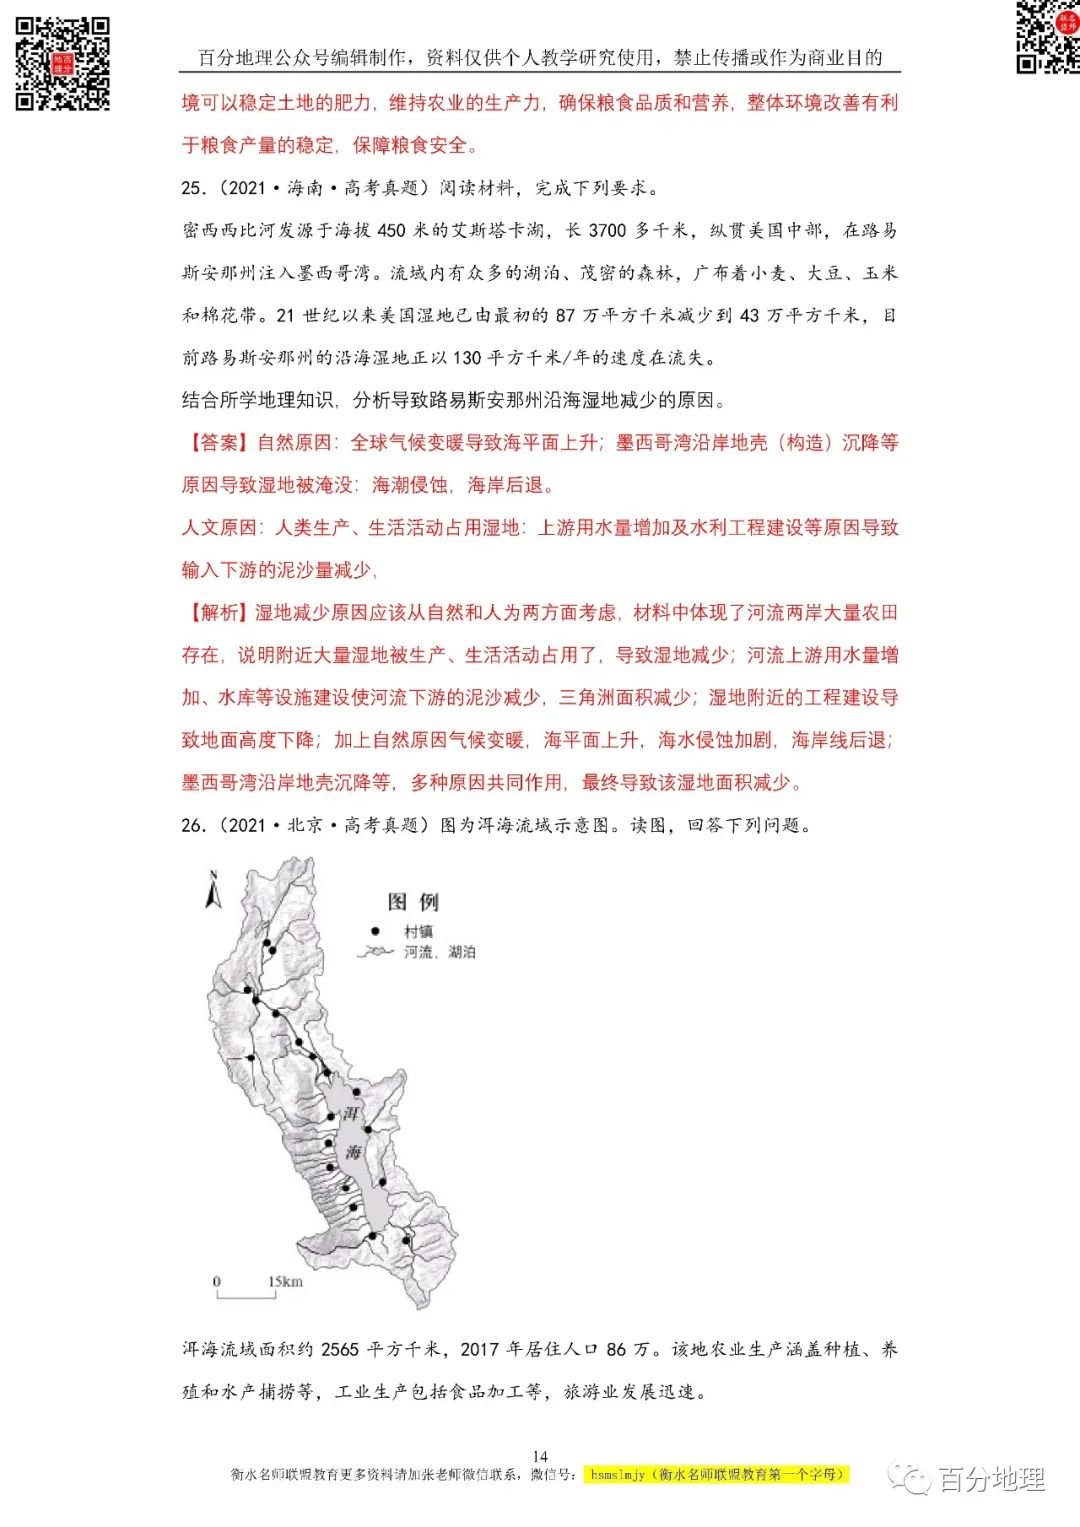 百分地理公众号编辑制作，资料仅供个人教学研究使用，禁止传播或作为商业目的
境可以稳定土地的肥力，维持农业的生产力，确保粮食品质和营养，整体环境改善有利
于粮食产量的稳定，保障粮食安全。
25.（2021·海南·高考真题）阅读材料，完成下列要求。
密西西比河发源于海拔 450 米的艾斯塔卡湖，长 3700 多千米，纵贯美国中部，在路易
斯安那州注入墨西哥湾。流域内有众多的湖泊、茂密的森林，广布着小麦、大豆、玉米
和棉花带。21 世纪以来美国湿地已由最初的 87 万平方千米减少到 43 万平方千米，目
前路易斯安那州的沿海湿地正以 130 平方千米/年的速度在流失。
结合所学地理知识，分析导致路易斯安那州沿海湿地减少的原因。
【答案】自然原因：全球气候变暖导致海平面上升；墨西哥湾沿岸地壳（构造）沉降等
原因导致湿地被淹没：海潮侵蚀，海岸后退。
人文原因：人类生产、生活活动占用湿地：上游用水量增加及水利工程建设等原因导致
输入下游的泥沙量减少，
【解析】湿地减少原因应该从自然和人为两方面考虑，材料中体现了河流两岸大量农田
存在，说明附近大量湿地被生产、生活活动占用了，导致湿地减少；河流上游用水量增
加、水库等设施建设使河流下游的泥沙减少，三角洲面积减少；湿地附近的工程建设导
致地面高度下降；加上自然原因气候变暖，海平面上升，海水侵蚀加剧，海岸线后退；
墨西哥湾沿岸地壳沉降等，多种原因共同作用，最终导致该湿地面积减少。
26.（2021·北京·高考真题）图为洱海流域示意图。读图，回答下列问题。
N
图 例
村镇
河流、湖泊
洱
海
0 15km
洱海流域面积约 2565 平方千米，2017 年居住人口 86 万。该地农业生产涵盖种植、养
殖和水产捕捞等，工业生产包括食品加工等，旅游业发展迅速。
14
衡水名师联盟教育更多资料请加张老师微信联系，微信号： hsmslmjy（衡水名师联盟教育第一个字母）
百分地理